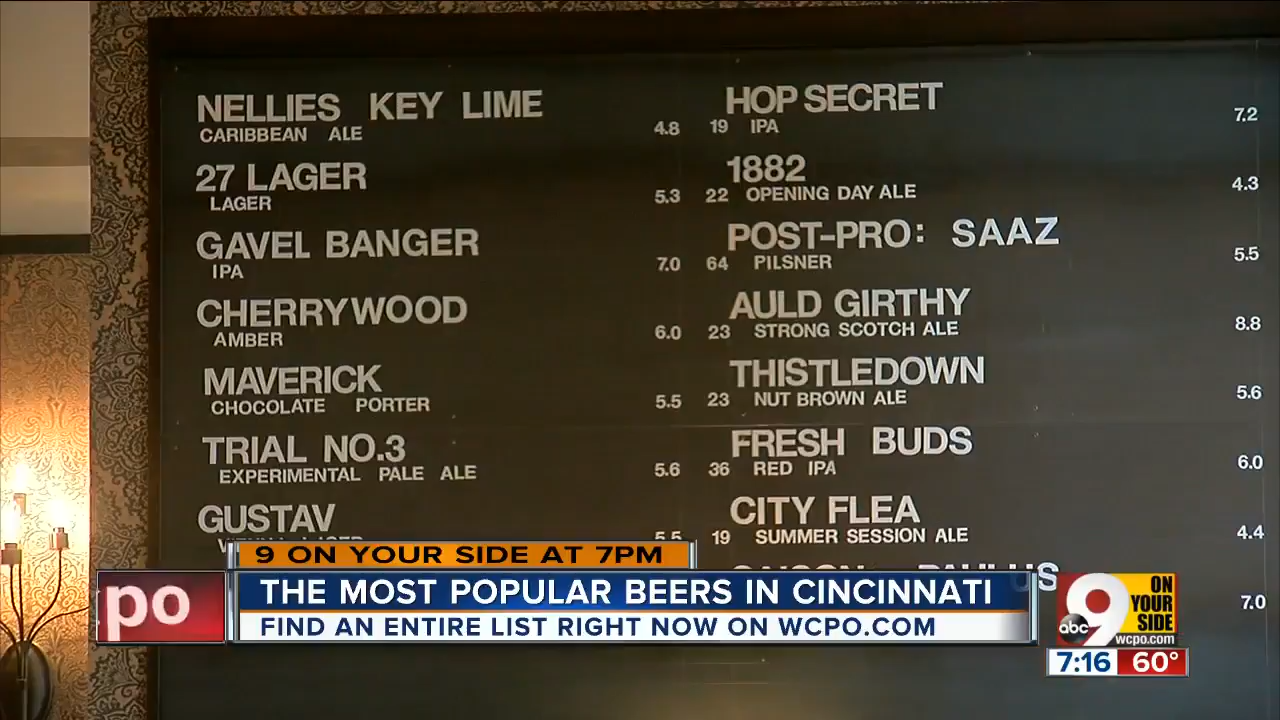 NELLIES KEY LIME
CARIBBEAN ALE 4.8 19
27 LAGER
LAGER 5.3 22
GAVEL BANGER
IPA 7.0 64
CHERRYWOOD
AMBER 6.0 23
MAVERICK
CHOCOLATE PORTER 5.5 23
TRIAL NO.3
EXPERIMENTAL PALE ALE 5.6 36
GUSTAV
5.5 19
HOP SECRET
IPA 7.2
1882
OPENING DAY ALE 4.3
POST-PRO: SAAZ
PILSNER 5.5
AULD GIRTHY
STRONG SCOTCH ALE 8.8
THISTLEDOWN
NUT BROWN ALE 5.6
FRESH BUDS
RED IPA 6.0
CITY FLEA
SUMMER SESSION ALE 4.4
7.0
9 ON YOUR SIDE AT 7PM
po
THE MOST POPULAR BEERS IN CINCINNATI
FIND AN ENTIRE LIST RIGHT NOW ON WCPO.COM
abc 9 ON YOUR SIDE
wcpo.com
7:16 60°